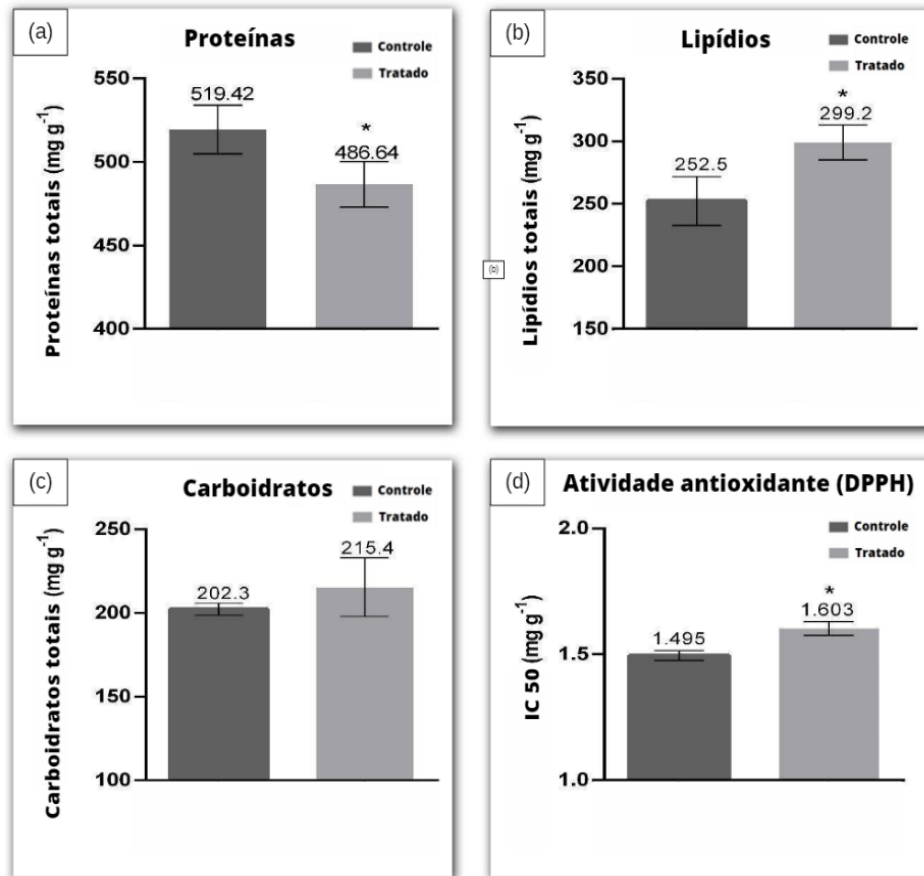 (a)
Proteínas
Controle
Tratado
Proteínas totais (mg g-1)
550
500
450
400
519.42
*
486.64
(b)
Lipídios
Controle
Tratado
(b)
Lipídios totais (mg g-1)
350
300
250
200
150
252.5
*
299.2
(c)
Carboidratos
Controle
Tratado
Carboidratos totais (mg g-1)
250
200
150
100
202.3
215.4
(d)
Atividade antioxidante (DPPH)
Controle
Tratado
IC 50 (mg g-1)
2.0
1.5
1.0
1.495
*
1.603